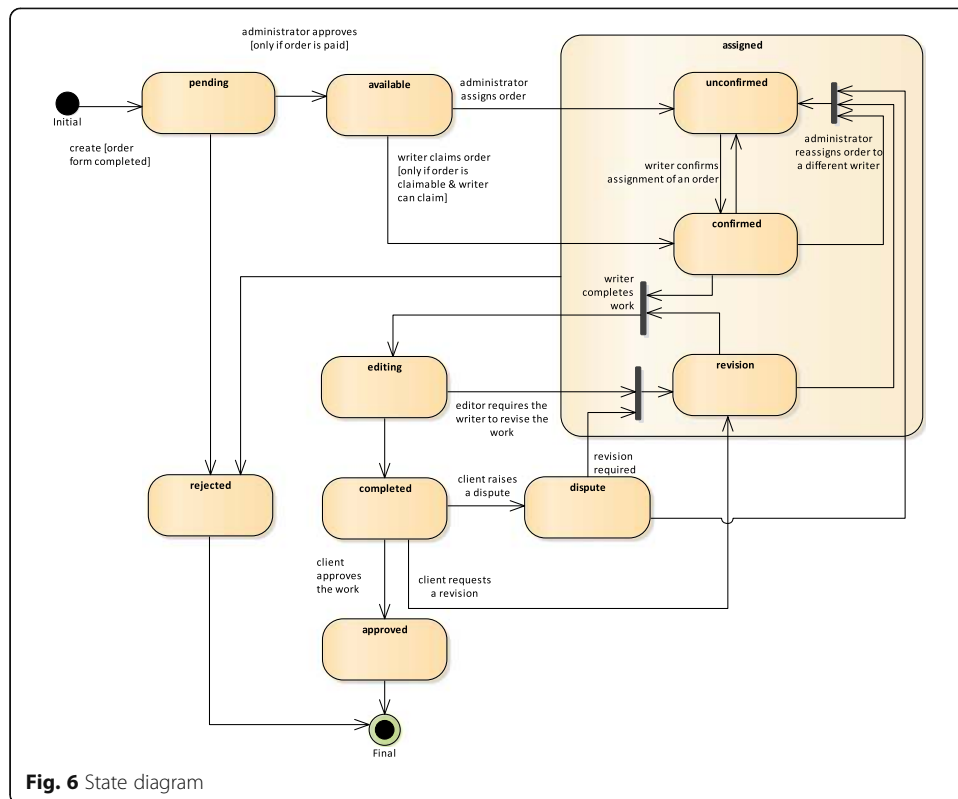 administrator approves
[only if order is paid]
assigned
pending
available
unconfirmed
administrator
assigns order
Initial
create [order
form completed]
writer claims order
[only if order is
claimable & writer
can claim]
writer confirms
assignment of an order
administrator
reassigns order to
a different writer
confirmed
writer
completes
work
editing
revision
editor requires the
writer to revise the
work
revision
required
rejected
completed
client raises
a dispute
dispute
client
approves
the work
client requests
a revision
approved
Final
Fig. 6 State diagram